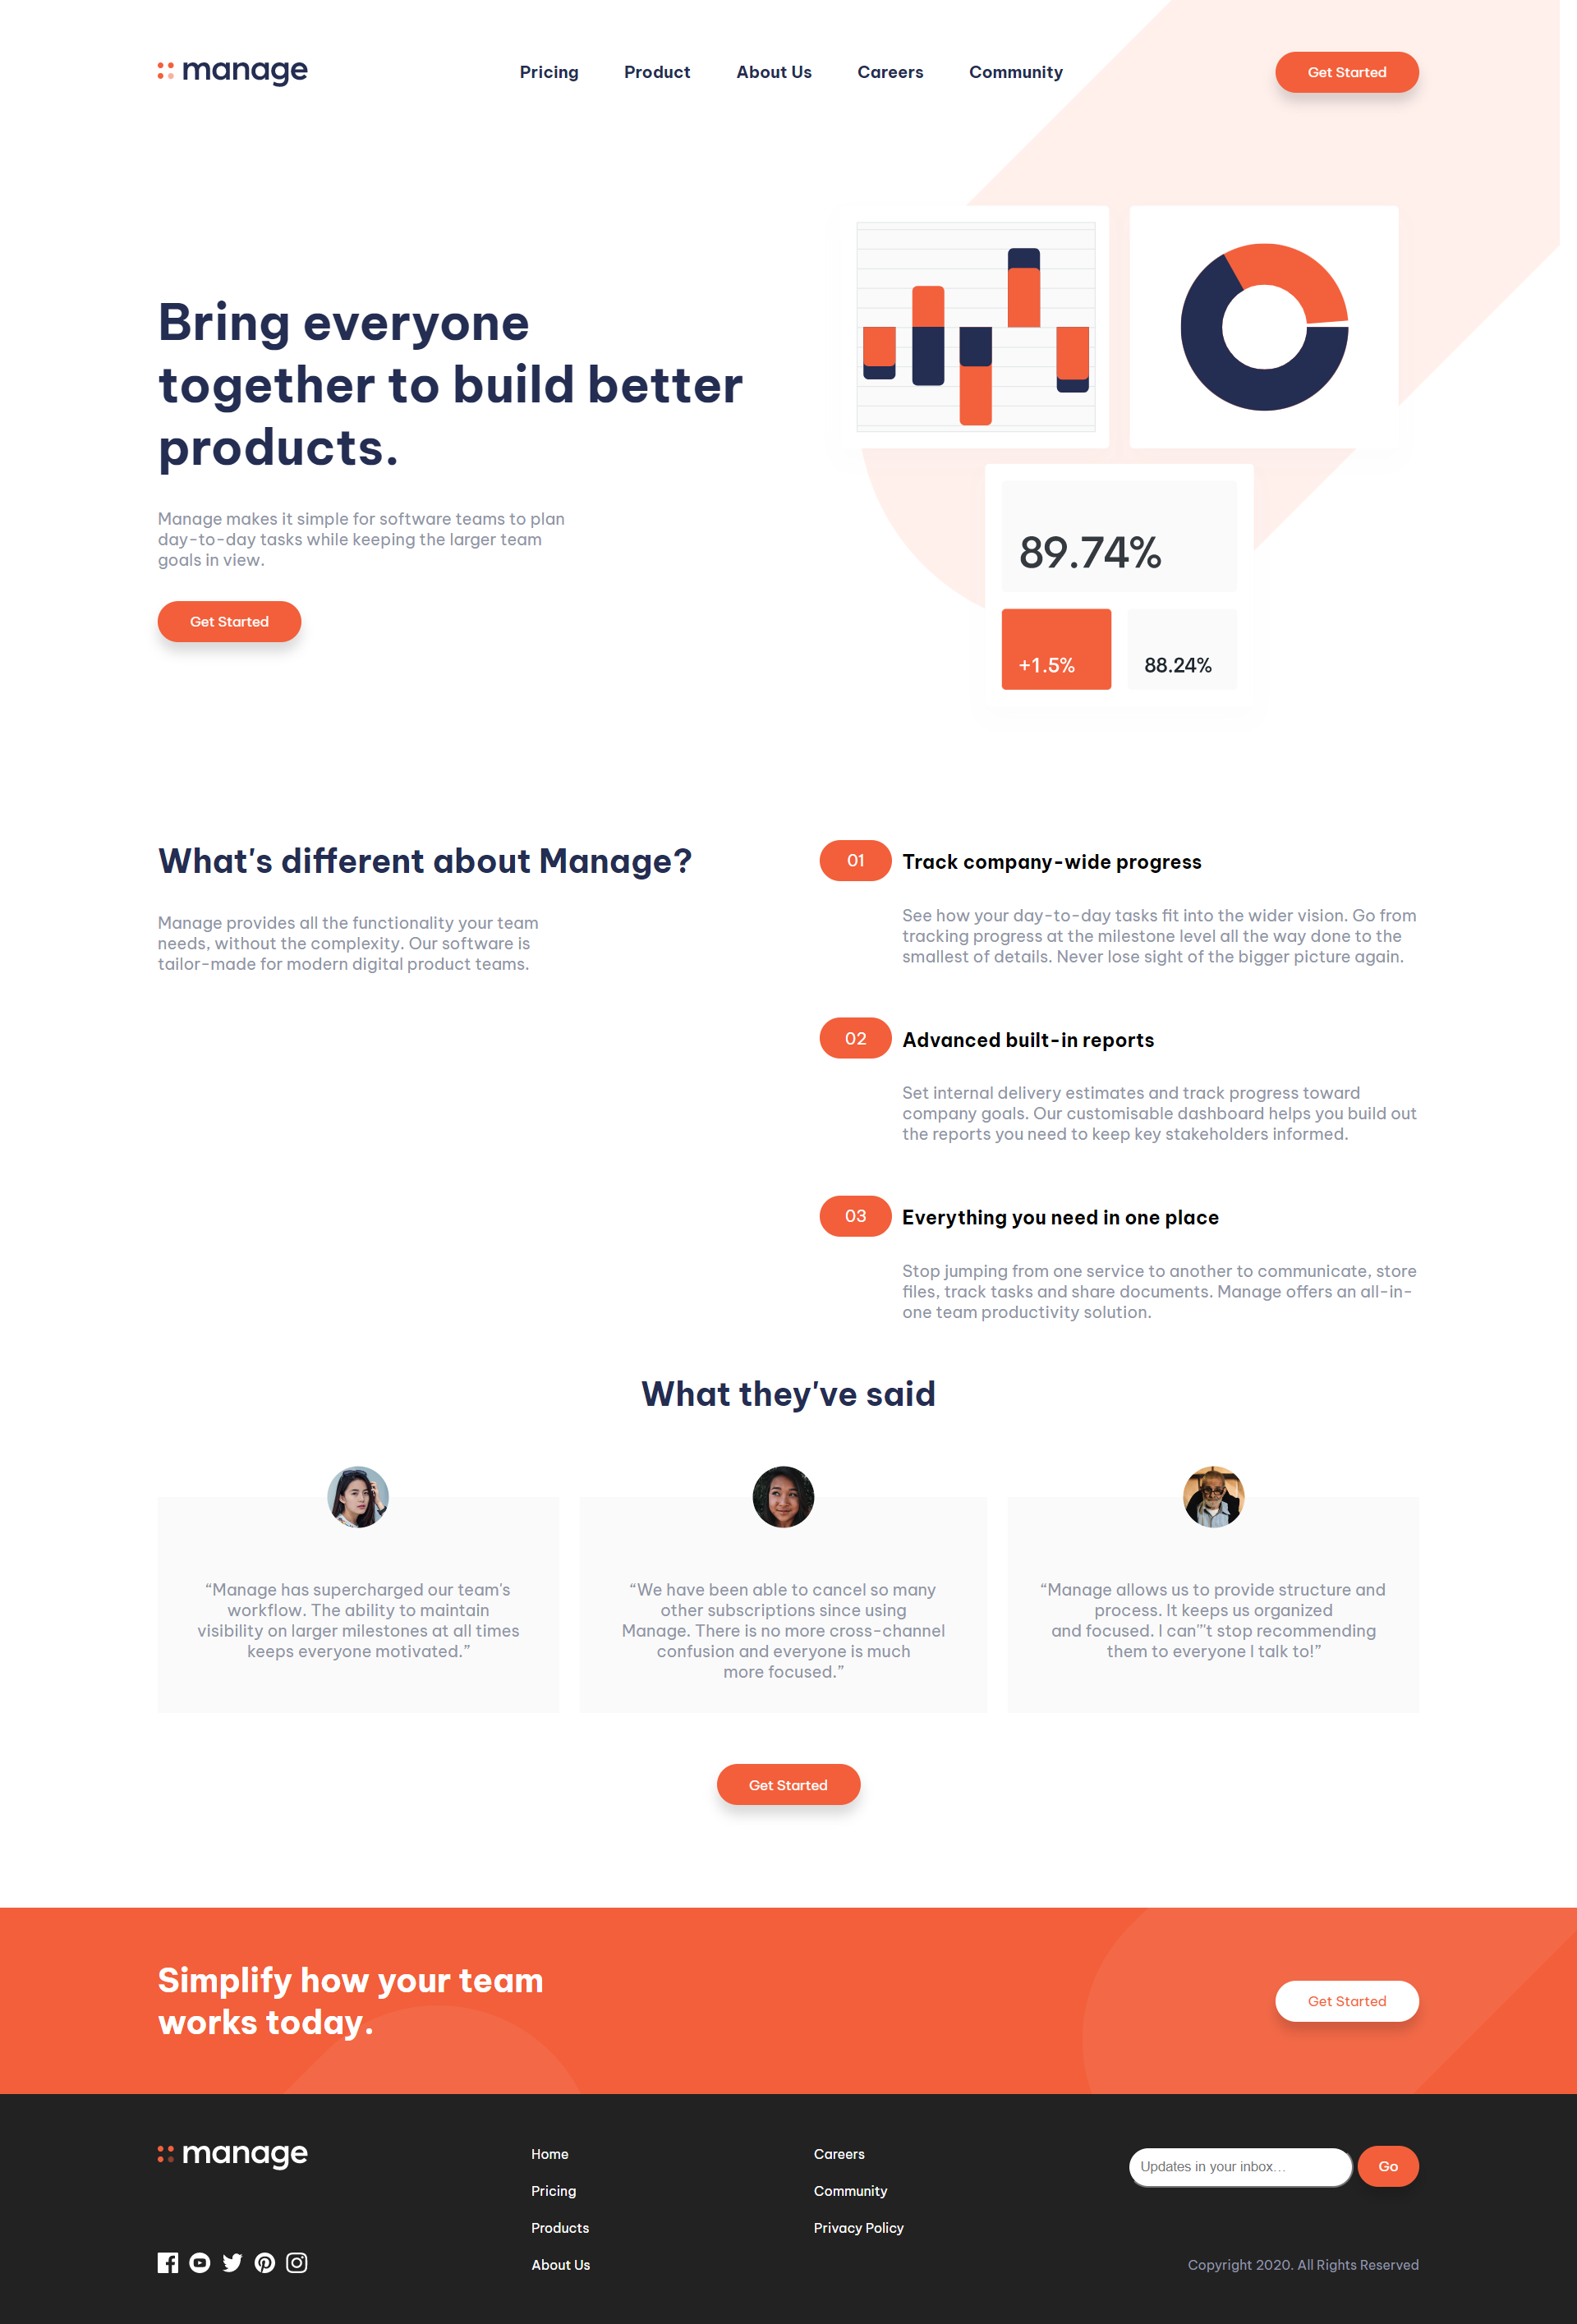 manage
Pricing Product About Us Careers Community
Get Started
Bring everyone
together to build better
products.
Manage makes it simple for software teams to plan
day-to-day tasks while keeping the larger team
goals in view.
Get Started
89.74%
+1.5%
88.24%
What's different about Manage?
Manage provides all the functionality your team
needs, without the complexity. Our software is
tailor-made for modern digital product teams.
01 Track company-wide progress
See how your day-to-day tasks fit into the wider vision. Go from
tracking progress at the milestone level all the way done to the
smallest of details. Never lose sight of the bigger picture again.
02 Advanced built-in reports
Set internal delivery estimates and track progress toward
company goals. Our customisable dashboard helps you build out
the reports you need to keep key stakeholders informed.
03 Everything you need in one place
Stop jumping from one service to another to communicate, store
files, track tasks and share documents. Manage offers an all-in-
one team productivity solution.
What they've said
“Manage has supercharged our team's
workflow. The ability to maintain
visibility on larger milestones at all times
keeps everyone motivated.”
“We have been able to cancel so many
other subscriptions since using
Manage. There is no more cross-channel
confusion and everyone is much
more focused.”
“Manage allows us to provide structure and
process. It keeps us organized
and focused. I can”'t stop recommending
them to everyone I talk to!”
Get Started
Simplify how your team
works today.
Get Started
manage
Home
Pricing
Products
About Us
Careers
Community
Privacy Policy
Updates in your inbox...
Go
Copyright 2020. All Rights Reserved